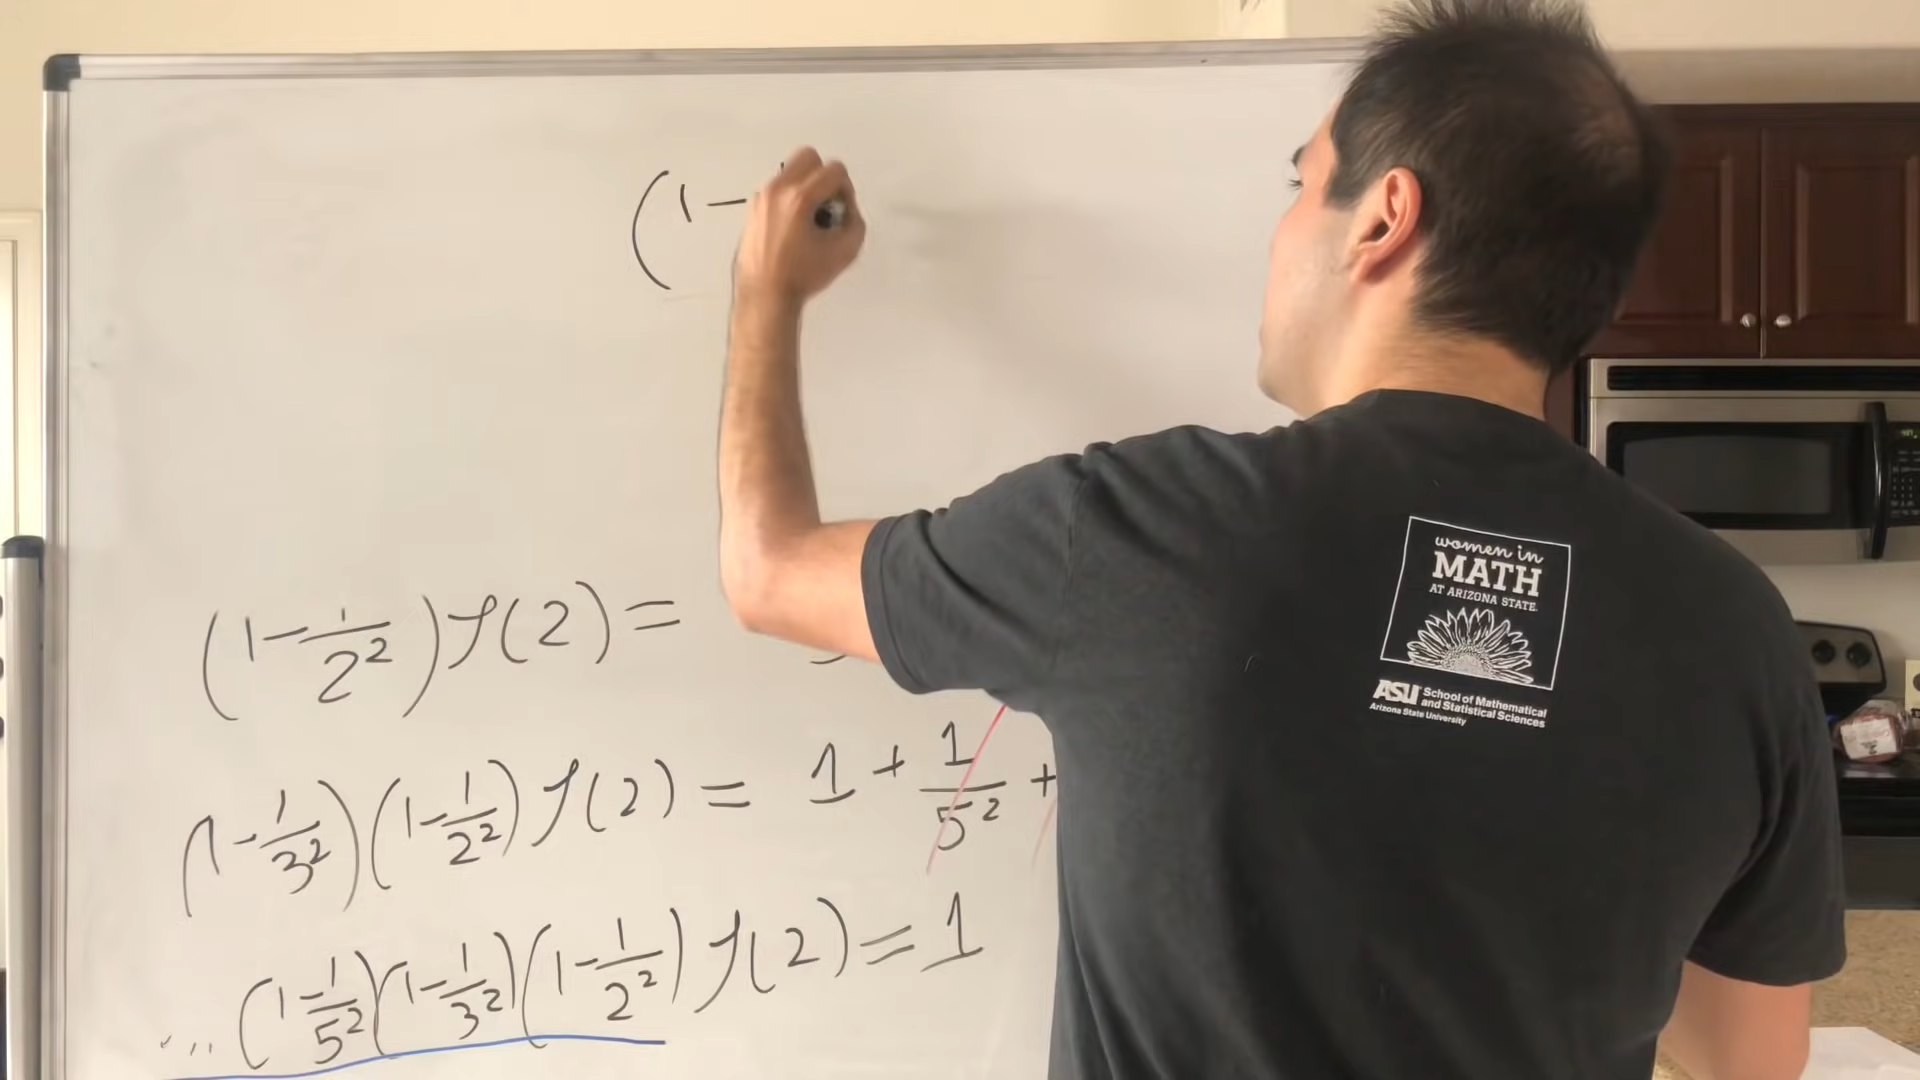 (1 –
(1 – 1/2²) ζ(2) =
(1 – 1/3²)(1 – 1/2²) ζ(2) = 1 + 1/5² +
... (1 – 1/5²)(1 – 1/3²)(1 – 1/2²) ζ(2) = 1
women in
MATH
AT ARIZONA STATE
ASU School of Mathematical
and Statistical Sciences
Arizona State University